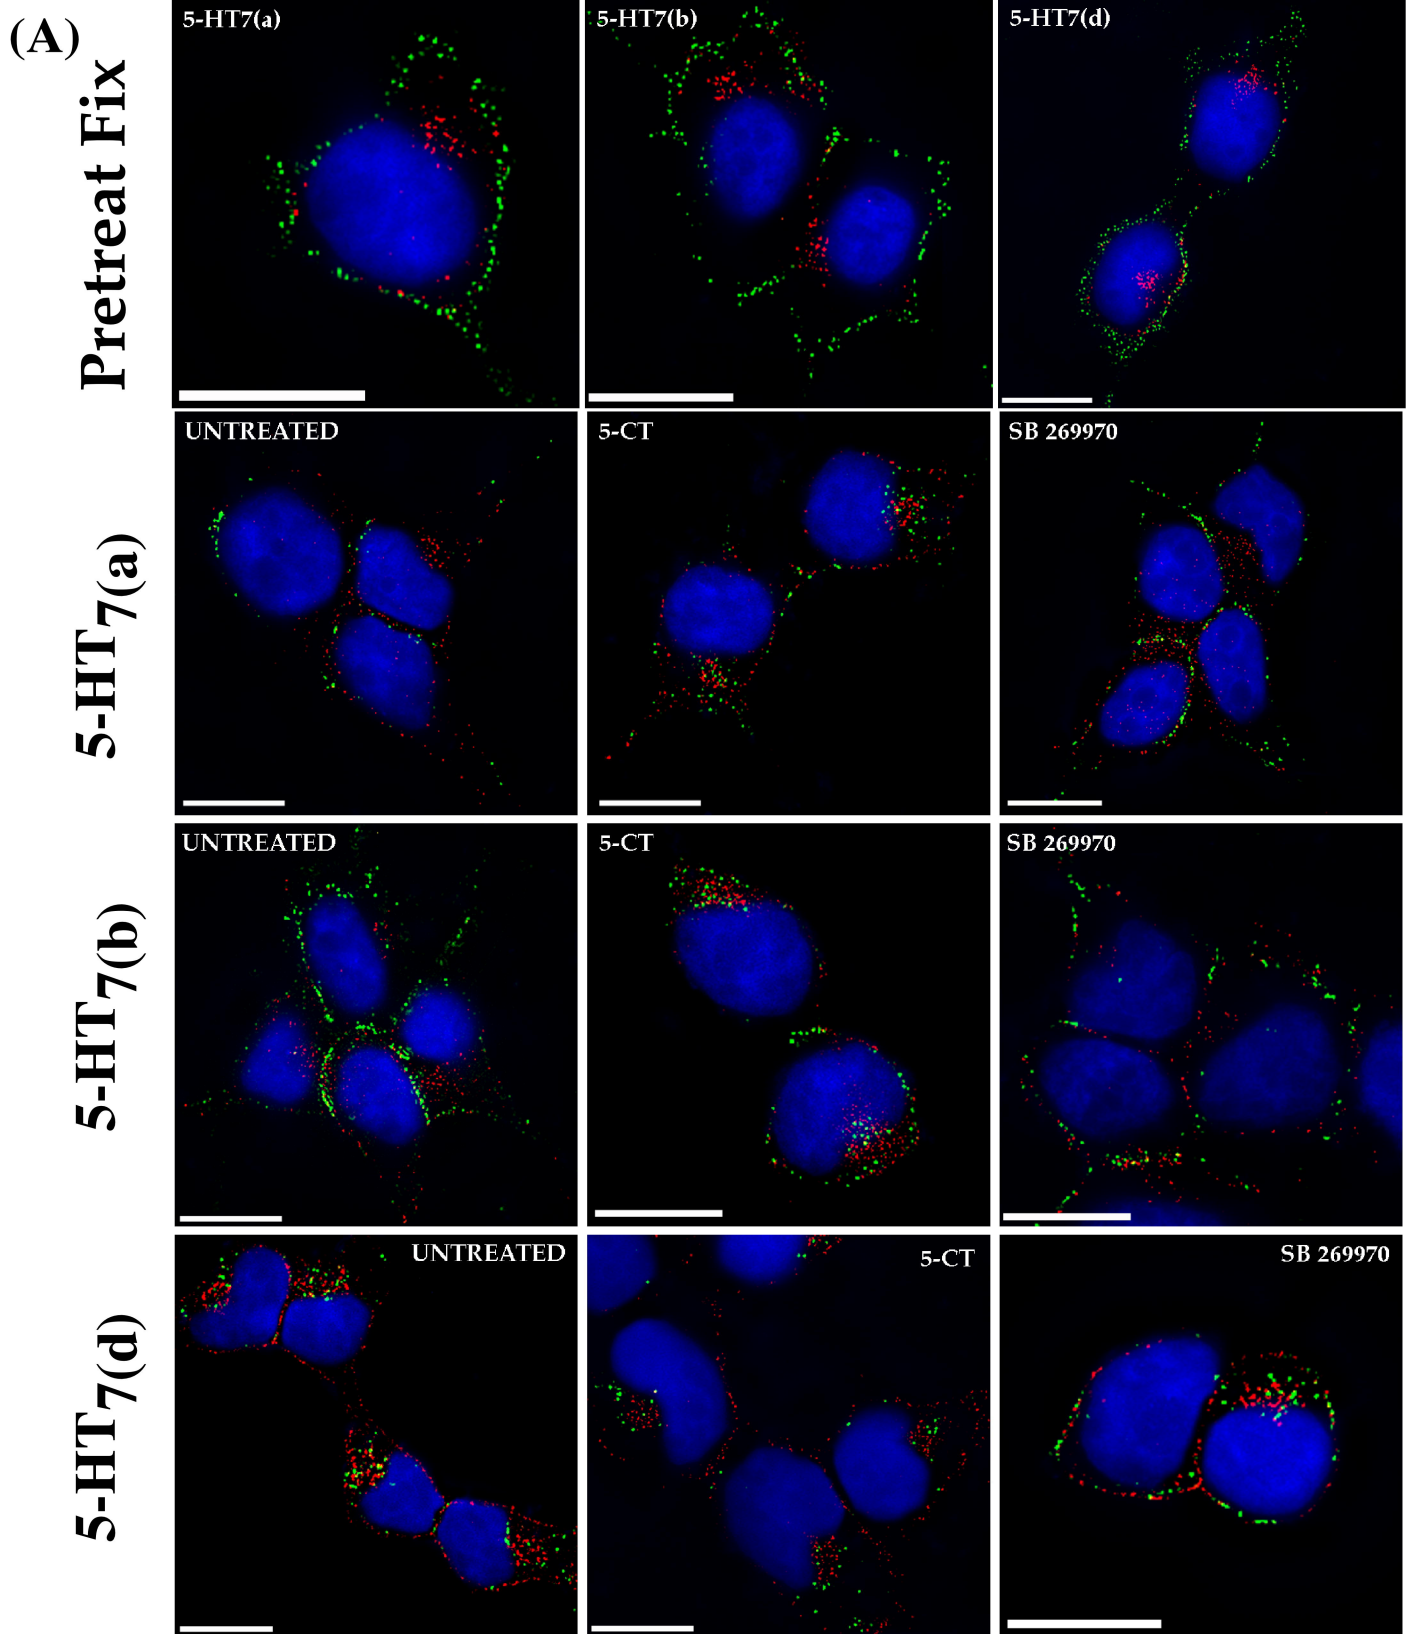 (A)
Pretreat Fix
5-HT7(a)
5-HT7(b)
5-HT7(d)
5-HT7(a)
UNTREATED
5-CT
SB 269970
5-HT7(b)
UNTREATED
5-CT
SB 269970
5-HT7(d)
UNTREATED
5-CT
SB 269970